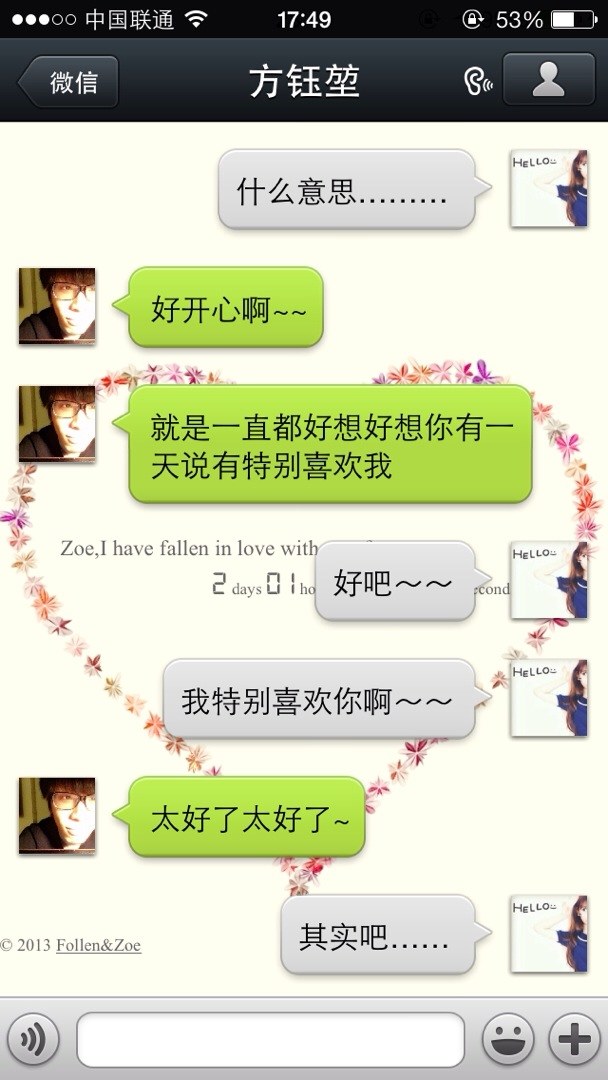 中国联通 17:49 53%
微信 方钰堃
什么意思………
HELLO
好开心啊~~
就是一直都好想好想你有一
天说有特别喜欢我
Zoe,I have fallen in love with
好吧～～
HELLO
2 days 01 ho
econd
我特别喜欢你啊～～
HELLO
太好了太好了~
其实吧……
HELLO
© 2013 Follen&Zoe